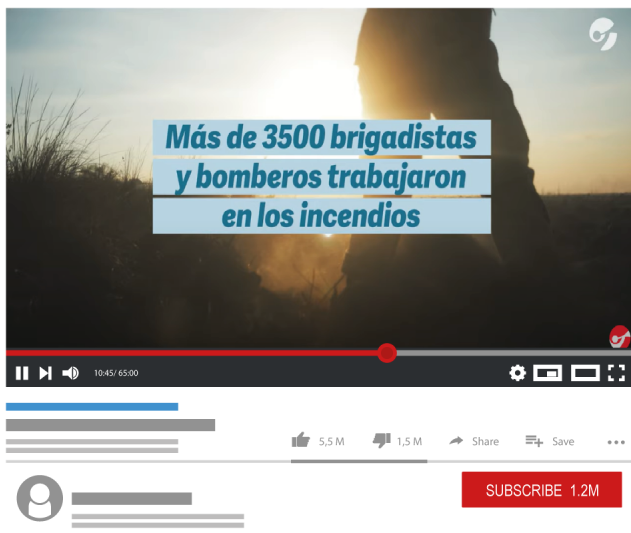 Más de 3500 brigadistas
y bomberos trabajaron
en los incendios
10:45/ 65:00
5,5 M
1,5 M
Share
Save
SUBSCRIBE 1.2M